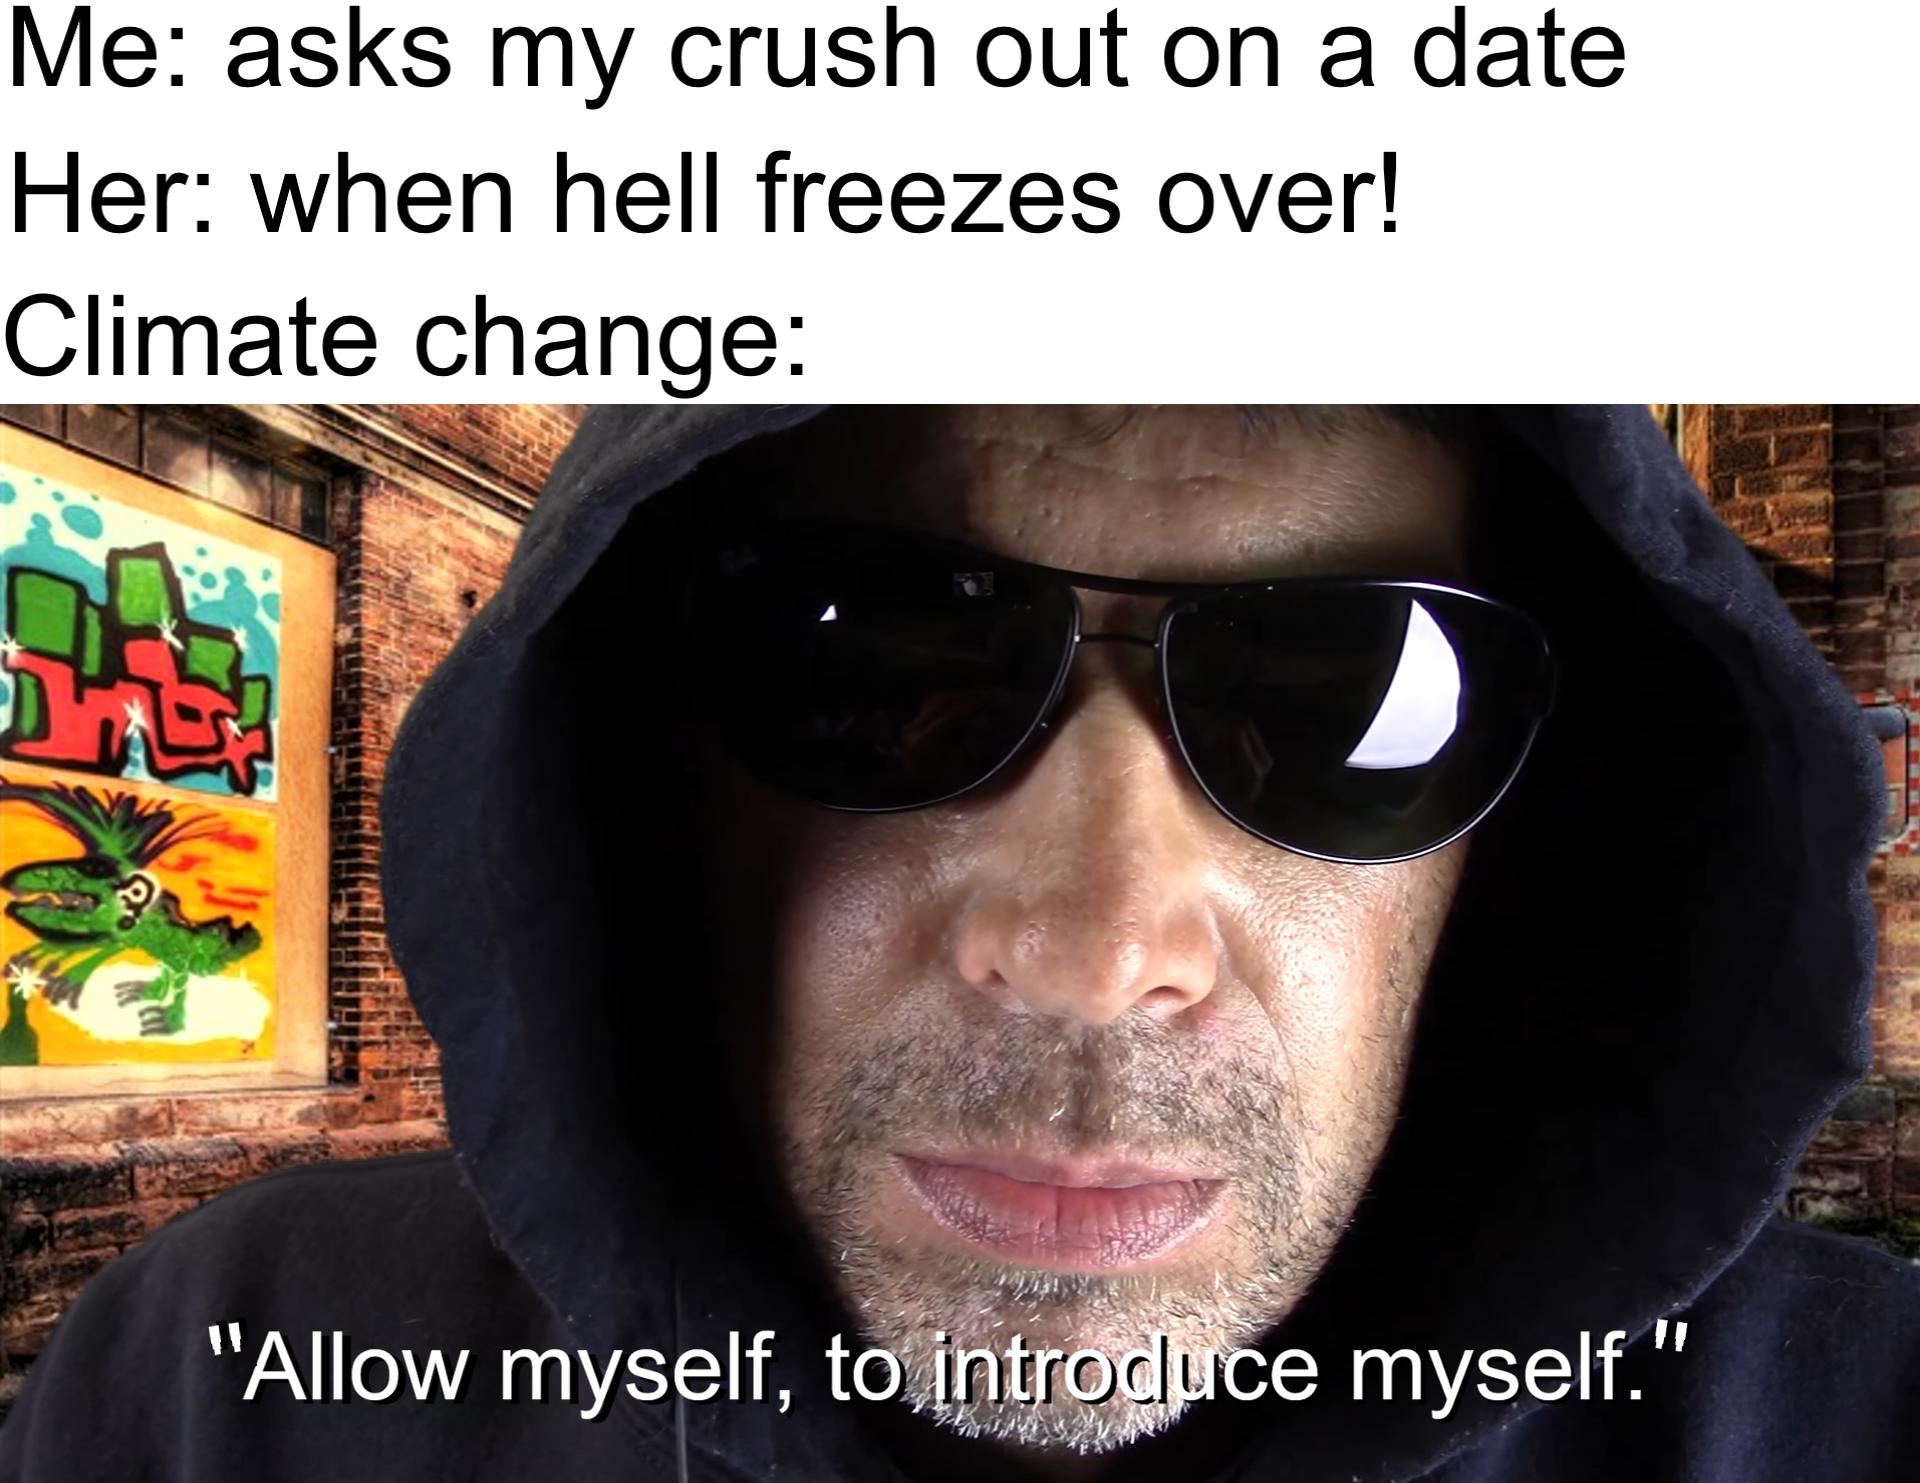 Me: asks my crush out on a date
Her: when hell freezes over!
Climate change:
"Allow myself, to introduce myself."